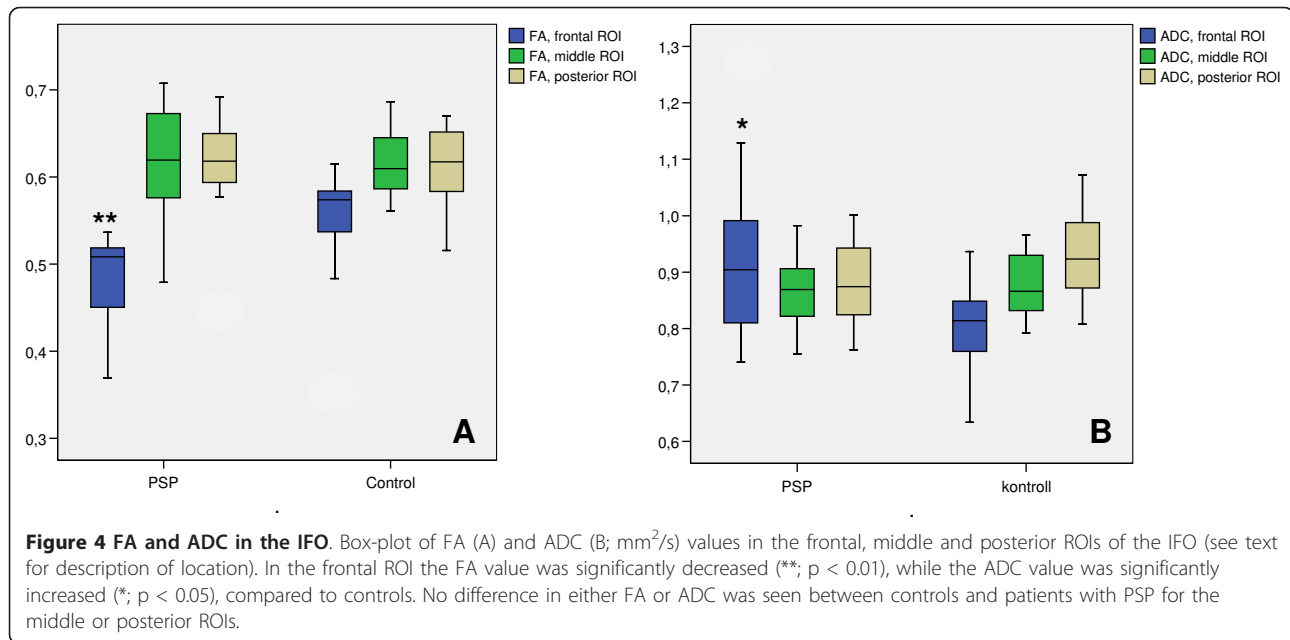 FA, frontal ROI
FA, middle ROI
FA, posterior ROI
0,7
0,6
0,5
0,4
0,3
**
A
PSP
Control
ADC, frontal ROI
ADC, middle ROI
ADC, posterior ROI
1,3
1,2
1,1
1,0
0,9
0,8
0,7
0,6
*
B
PSP
kontroll
Figure 4 FA and ADC in the IFO. Box-plot of FA (A) and ADC (B; mm²/s) values in the frontal, middle and posterior ROIs of the IFO (see text
for description of location). In the frontal ROI the FA value was significantly decreased (**; p < 0.01), while the ADC value was significantly
increased (*; p < 0.05), compared to controls. No difference in either FA or ADC was seen between controls and patients with PSP for the
middle or posterior ROIs.